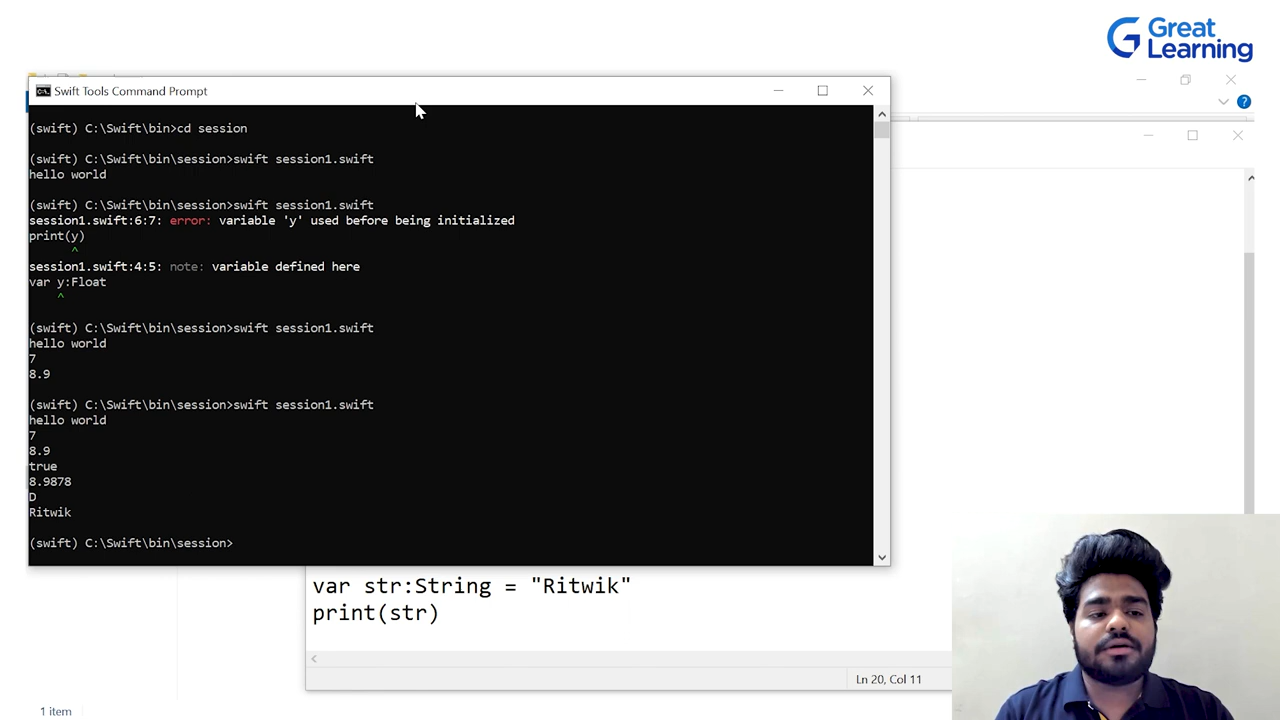 Great
Learning
Swift Tools Command Prompt
(swift) C:\Swift\bin>cd session
(swift) C:\Swift\bin\session>swift session1.swift
hello world
(swift) C:\Swift\bin\session>swift session1.swift
session1.swift:6:7: error: variable 'y' used before being initialized
print(y)
^
session1.swift:4:5: note: variable defined here
var y:Float
^
(swift) C:\Swift\bin\session>swift session1.swift
hello world
7
8.9
(swift) C:\Swift\bin\session>swift session1.swift
hello world
7
8.9
true
8.9878
D
Ritwik
(swift) C:\Swift\bin\session>
var str:String = "Ritwik"
print(str)
Ln 20, Col 11
1 item